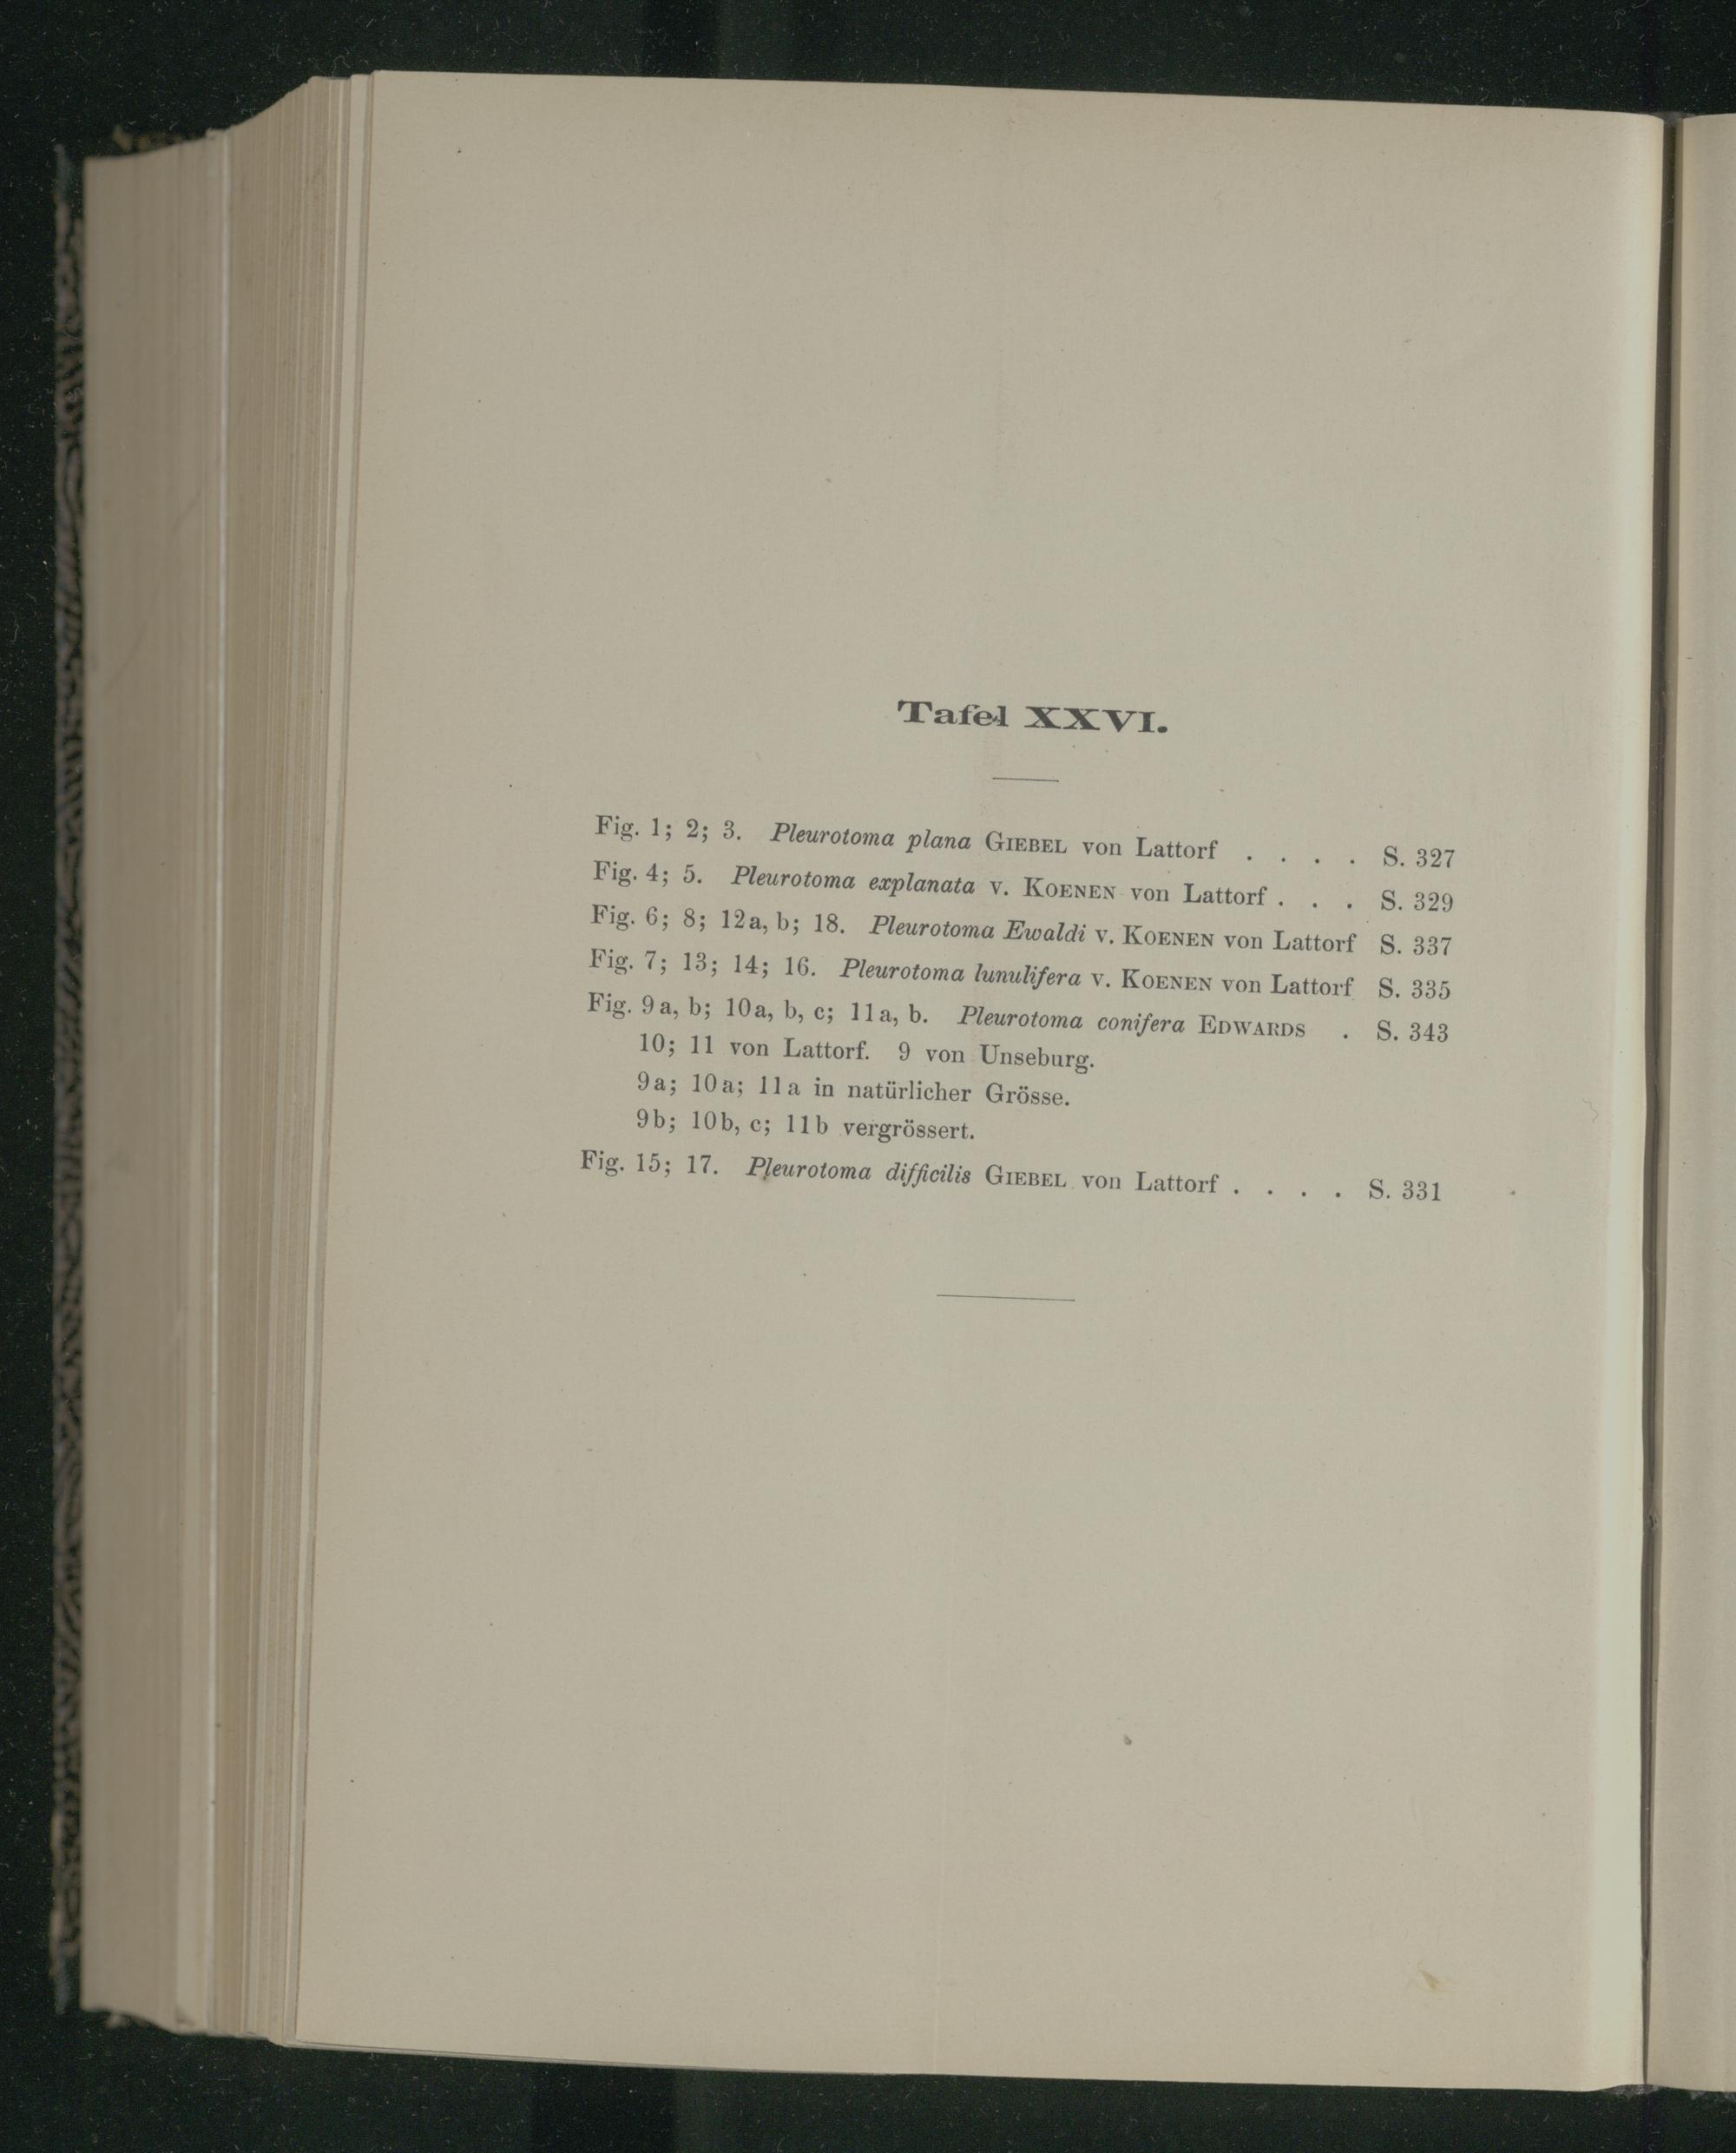 Tafel XXVI.
Fig. 1; 2; 3. Pleurotoma plana GIEBEL von Lattorf . . . . S. 327
Fig. 4; 5. Pleurotoma explanata v. KOENEN von Lattorf . . . S. 329
Fig. 6; 8; 12a, b; 18. Pleurotoma Ewaldi v. KOENEN von Lattorf S. 337
Fig. 7; 13; 14; 16. Pleurotoma lunulifera v. KOENEN von Lattorf S. 335
Fig. 9a, b; 10a, b, c; 11a, b. Pleurotoma conifera EDWARDS . S. 343
10; 11 von Lattorf. 9 von Unseburg.
9a; 10a; 11a in natürlicher Grösse.
9b; 10b, c; 11b vergrössert.
Fig. 15; 17. Pleurotoma difficilis GIEBEL von Lattorf . . . . S. 331